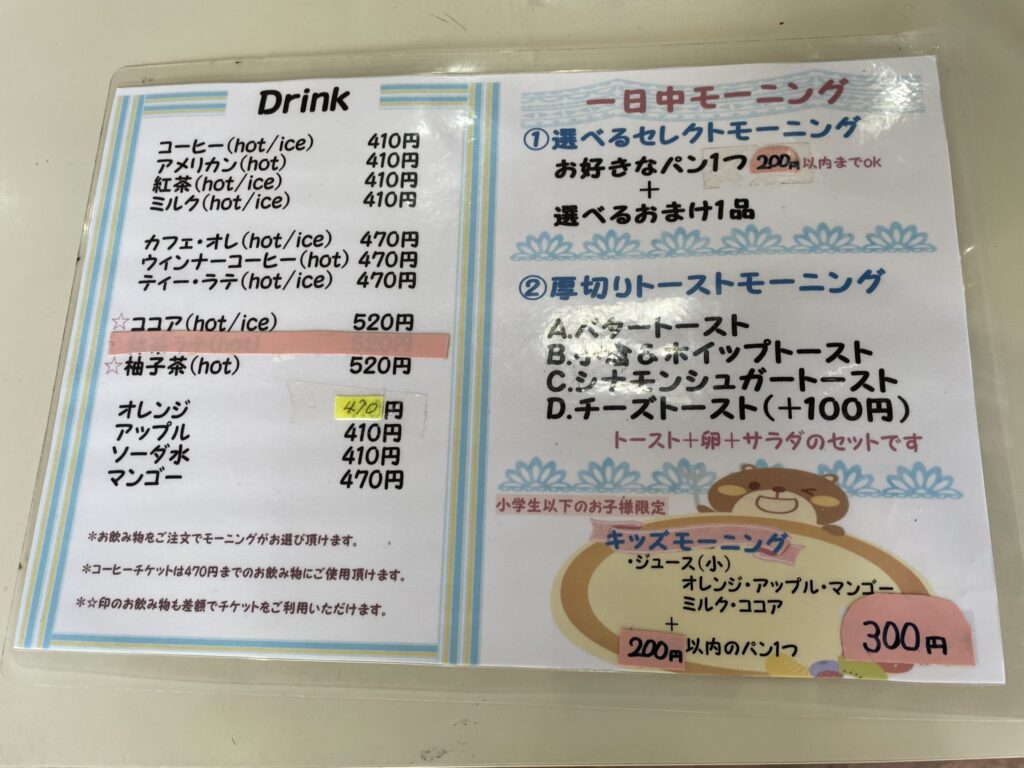 Drink
コーヒー(hot/ice) 410円
アメリカン(hot) 410円
紅茶(hot/ice) 410円
ミルク(hot/ice) 410円
カフェ・オレ(hot/ice) 470円
ウィンナーコーヒー(hot) 470円
ティー・ラテ(hot/ice) 470円
☆ココア(hot/ice) 520円
520円
☆柚子茶(hot) 520円
オレンジ 470円
アップル 410円
ソーダ水 410円
マンゴー 470円
*お飲み物をご注文でモーニングがお選び頂けます。
*コーヒーチケットは470円までのお飲み物にご使用頂けます。
*☆印のお飲み物も差額でチケットをご利用いただけます。
一日中モーニング
①選べるセレクトモーニング
お好きなパン1つ 200円以内までok
+
選べるおまけ1品
②厚切りトーストモーニング
A.バタートースト
B.小倉&ホイップトースト
C.シナモンシュガートースト
D.チーズトースト(+100円)
トースト+卵+サラダのセットです
小学生以下のお子様限定
キッズモーニング
・ジュース(小)
オレンジ・アップル・マンゴー
ミルク・ココア
+
200円以内のパン1つ
300円